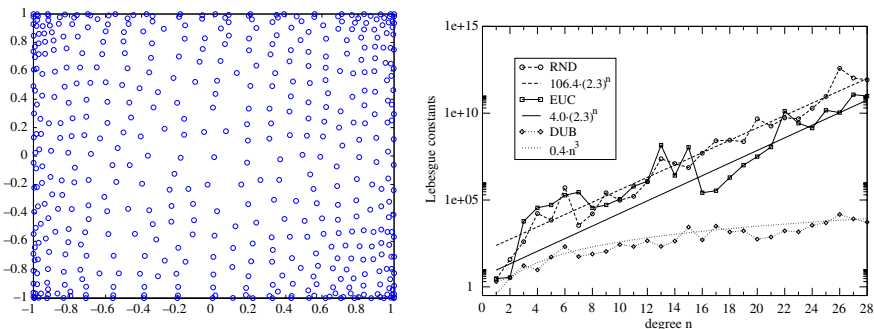 1
0.8
0.6
0.4
0.2
0
−0.2
−0.4
−0.6
−0.8
−1
−1 −0.8 −0.6 −0.4 −0.2 0 0.2 0.4 0.6 0.8 1
Lebesgue constants
1e+15
1e+10
1e+05
1
RND
106.4·(2.3)^n
EUC
4.0·(2.3)^n
DUB
0.4·n^3
0 2 4 6 8 10 12 14 16 18 20 22 24 26 28
degree n